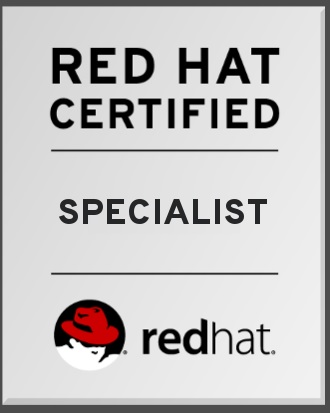 RED HAT
CERTIFIED
SPECIALIST
redhat.